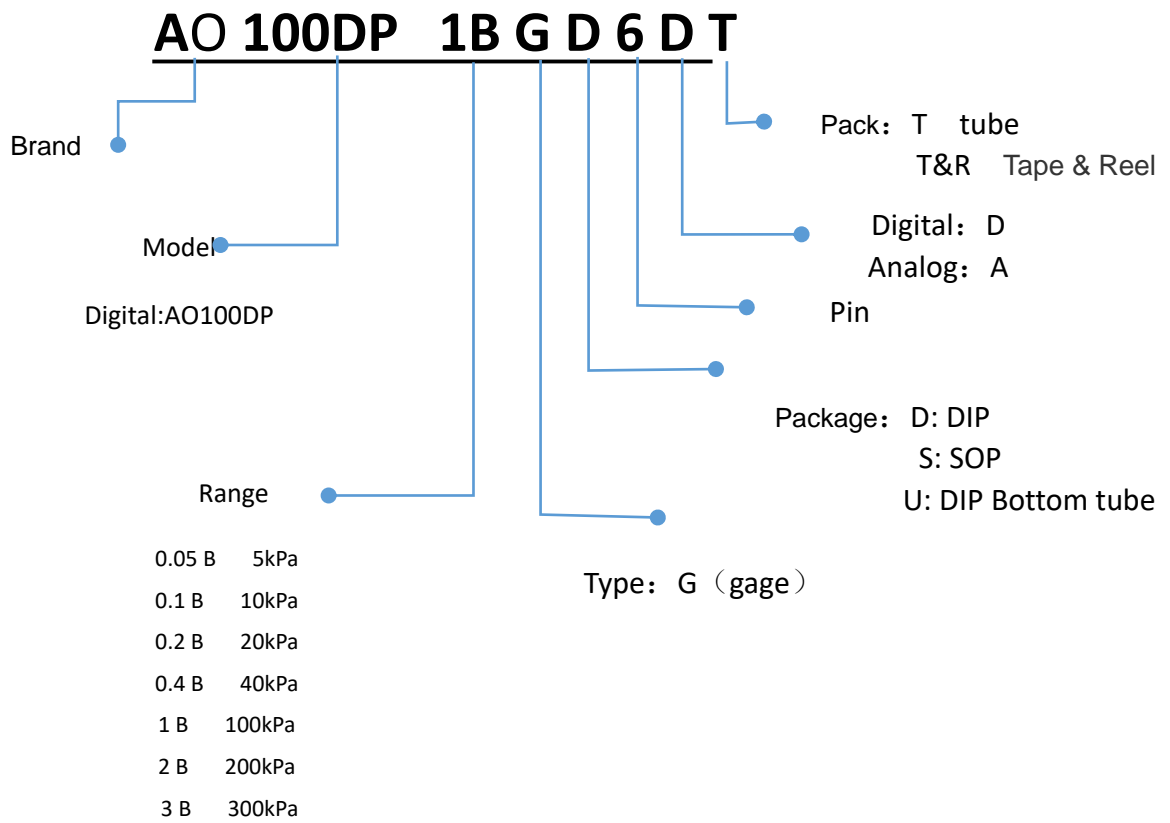 AO 100DP 1B G D 6 D T
Brand
Pack：T tube
T&R Tape & Reel
Model
Digital：D
Analog：A
Digital:AO100DP
Pin
Package：D: DIP
S: SOP
U: DIP Bottom tube
Range
Type：G（gage）
0.05 B 5kPa
0.1 B 10kPa
0.2 B 20kPa
0.4 B 40kPa
1 B 100kPa
2 B 200kPa
3 B 300kPa